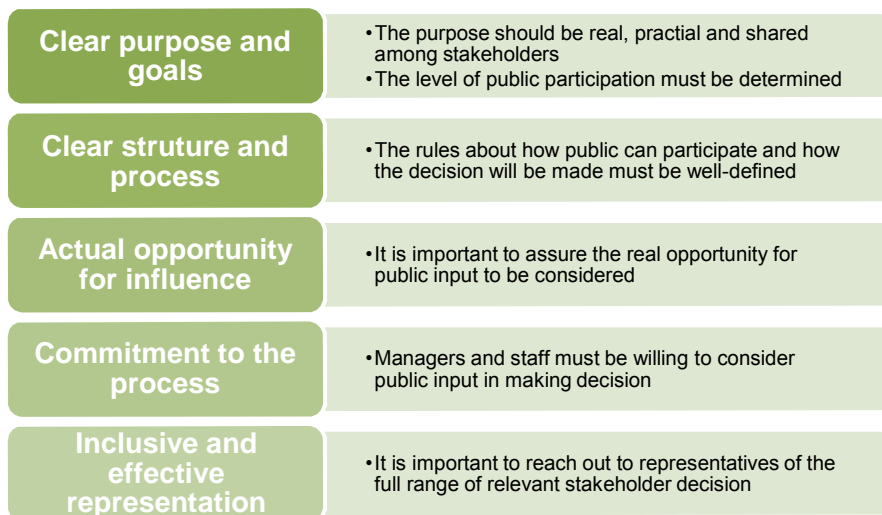 Clear purpose and
goals
•The purpose should be real, practial and shared
among stakeholders
•The level of public participation must be determined
Clear struture and
process
•The rules about how public can participate and how
the decision will be made must be well-defined
Actual opportunity
for influence
•It is important to assure the real opportunity for
public input to be considered
Commitment to the
process
•Managers and staff must be willing to consider
public input in making decision
Inclusive and
effective
representation
•It is important to reach out to representatives of the
full range of relevant stakeholder decision